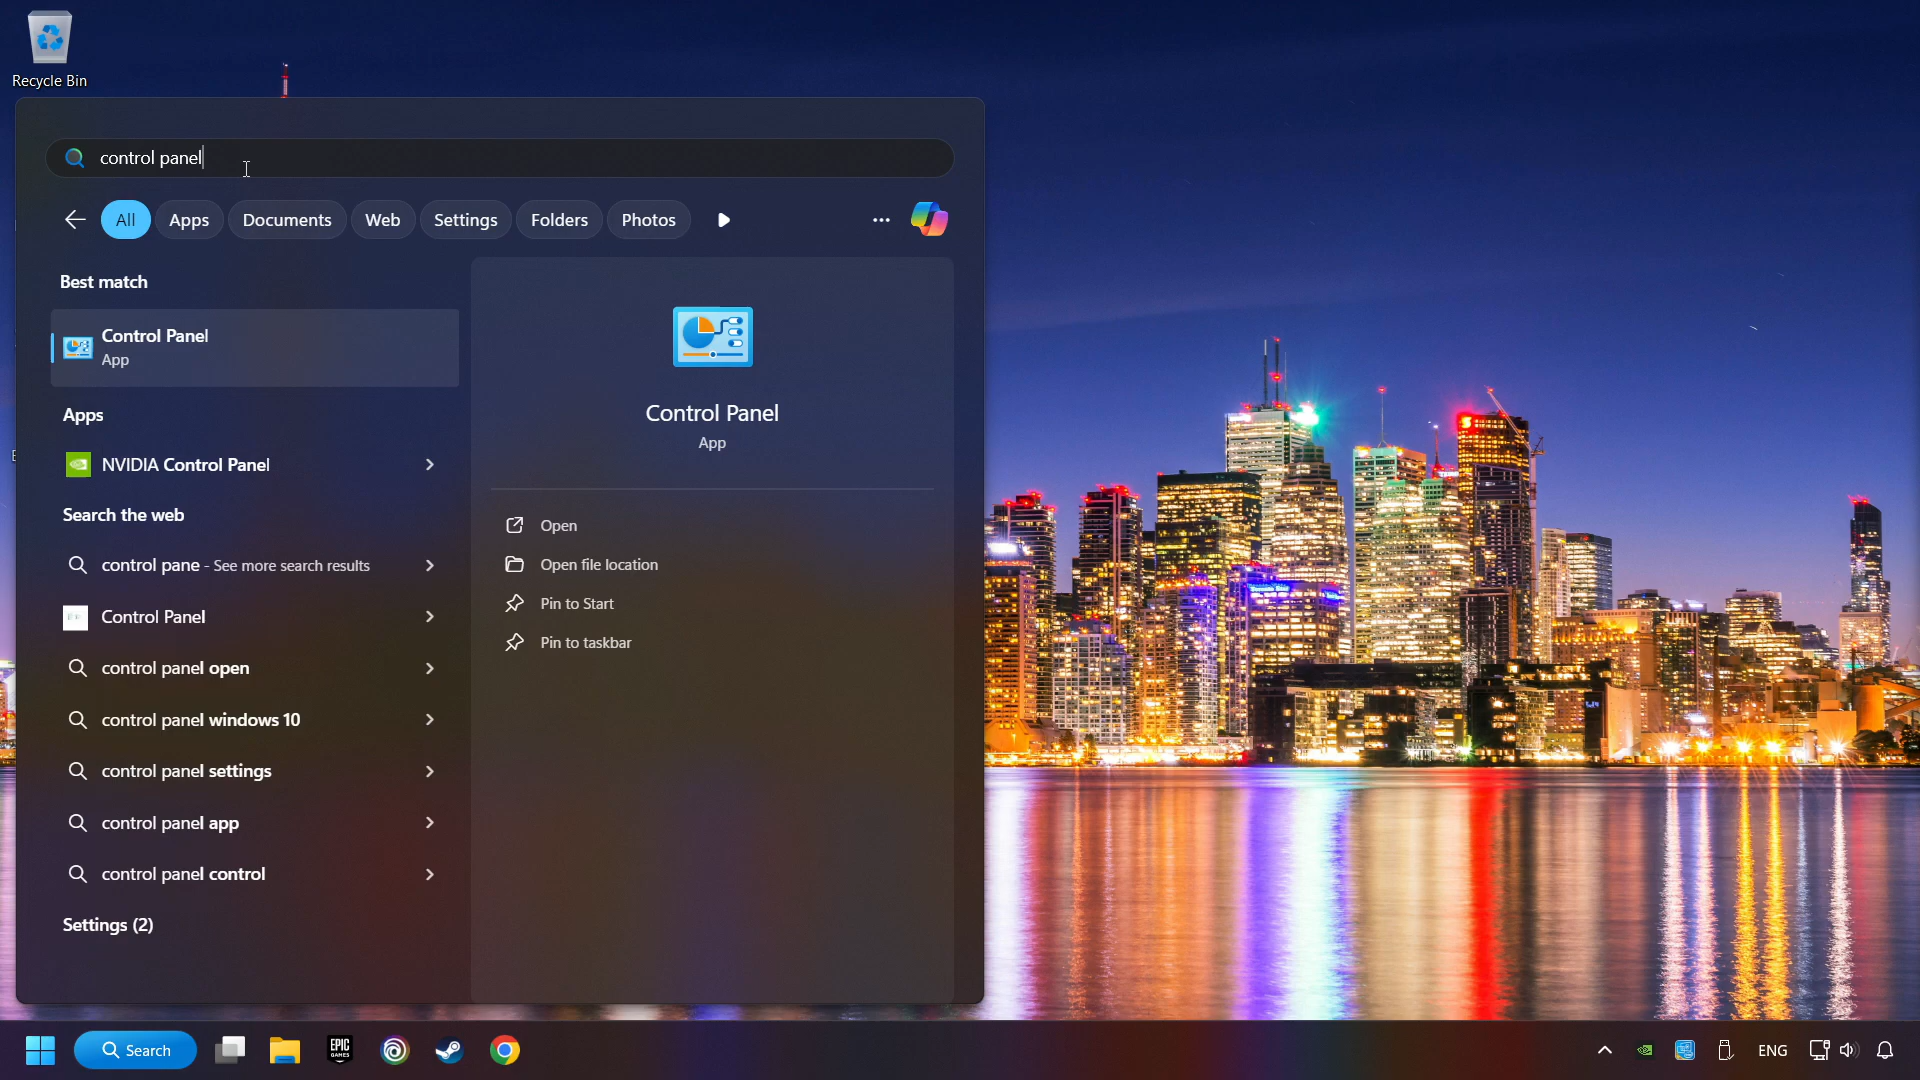 Recycle Bin
control panel
All
Apps
Documents
Web
Settings
Folders
Photos
Best match
Control Panel
App
Apps
NVIDIA Control Panel
Search the web
control pane - See more search results
Control Panel
control panel open
control panel windows 10
control panel settings
control panel app
control panel control
Settings (2)
Control Panel
App
Open
Open file location
Pin to Start
Pin to taskbar
Search
EPIC
GAMES
ENG